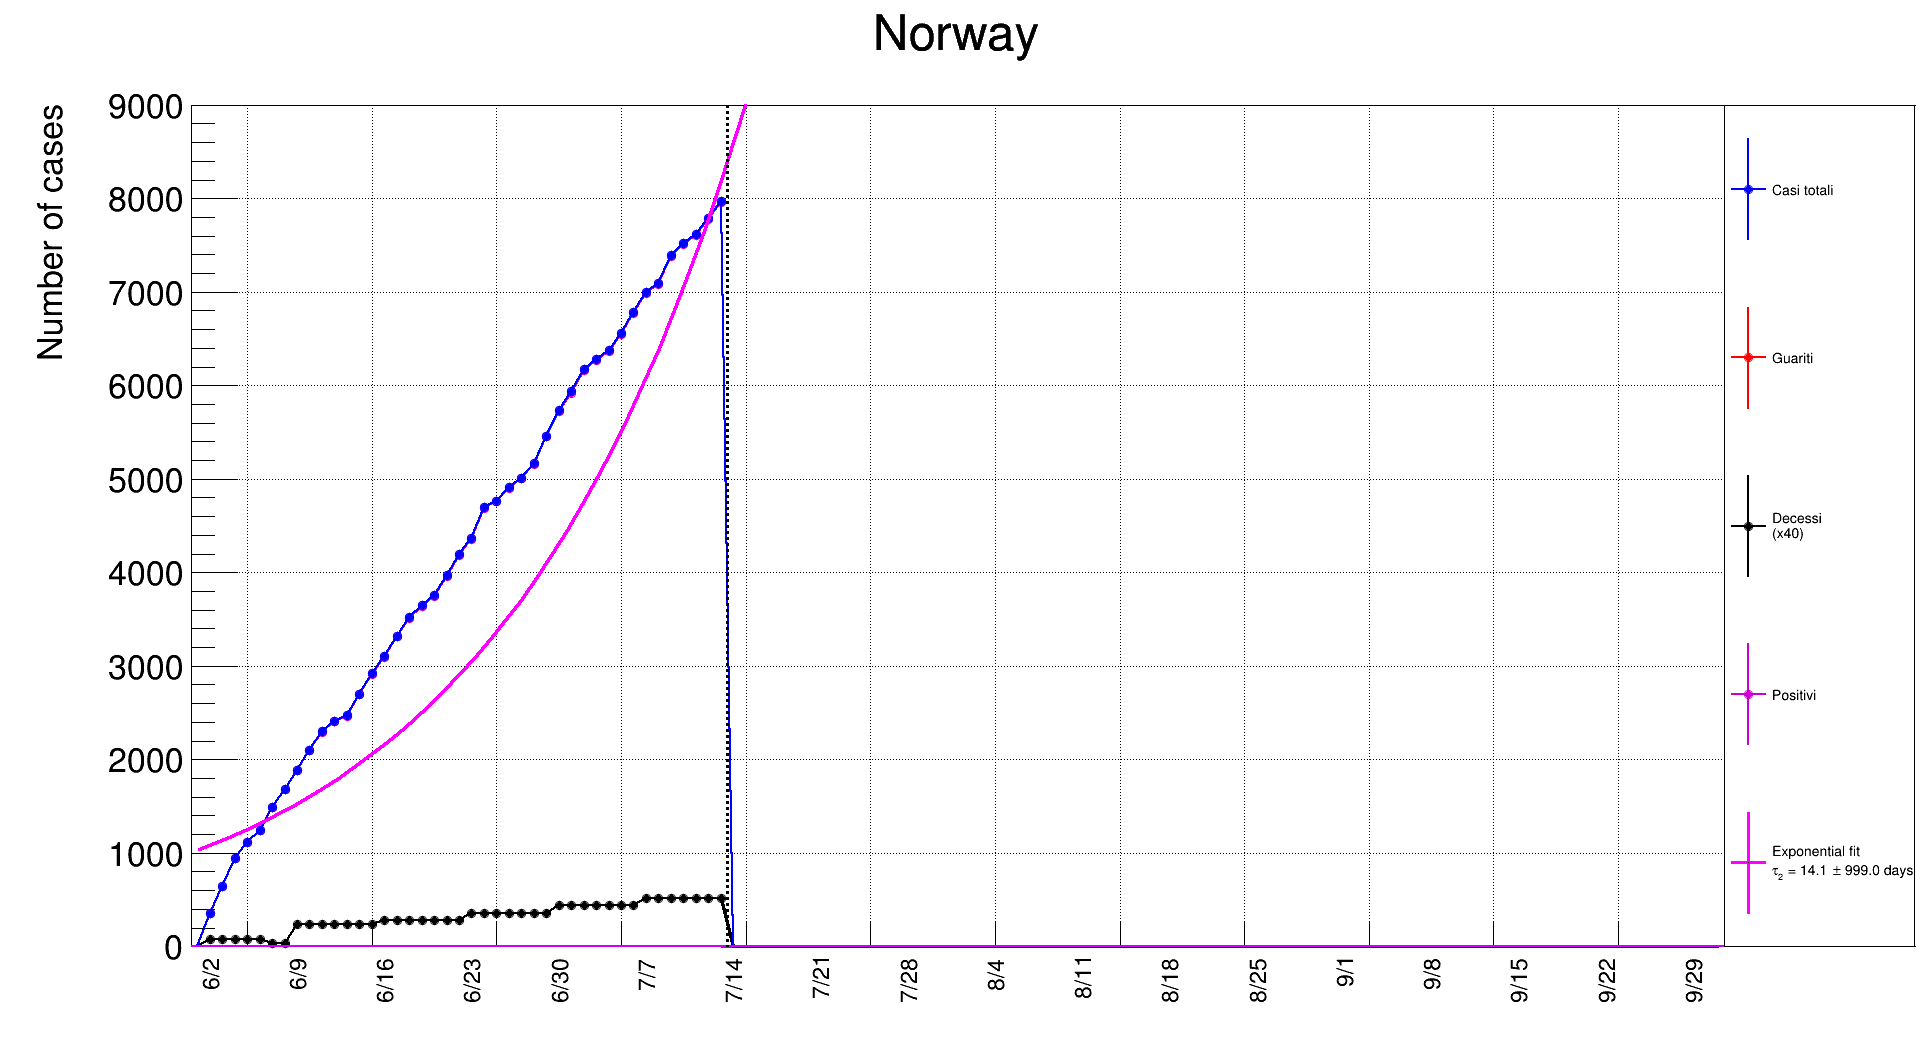 Norway
Number of cases
9000
8000
7000
6000
5000
4000
3000
2000
1000
0
6/2 6/9 6/16 6/23 6/30 7/7 7/14 7/21 7/28 8/4 8/11 8/18 8/25 9/1 9/8 9/15 9/22 9/29
Casi totali
Guariti
Decessi
(x40)
Positivi
Exponential fit
τ2 = 14.1 ± 999.0 days